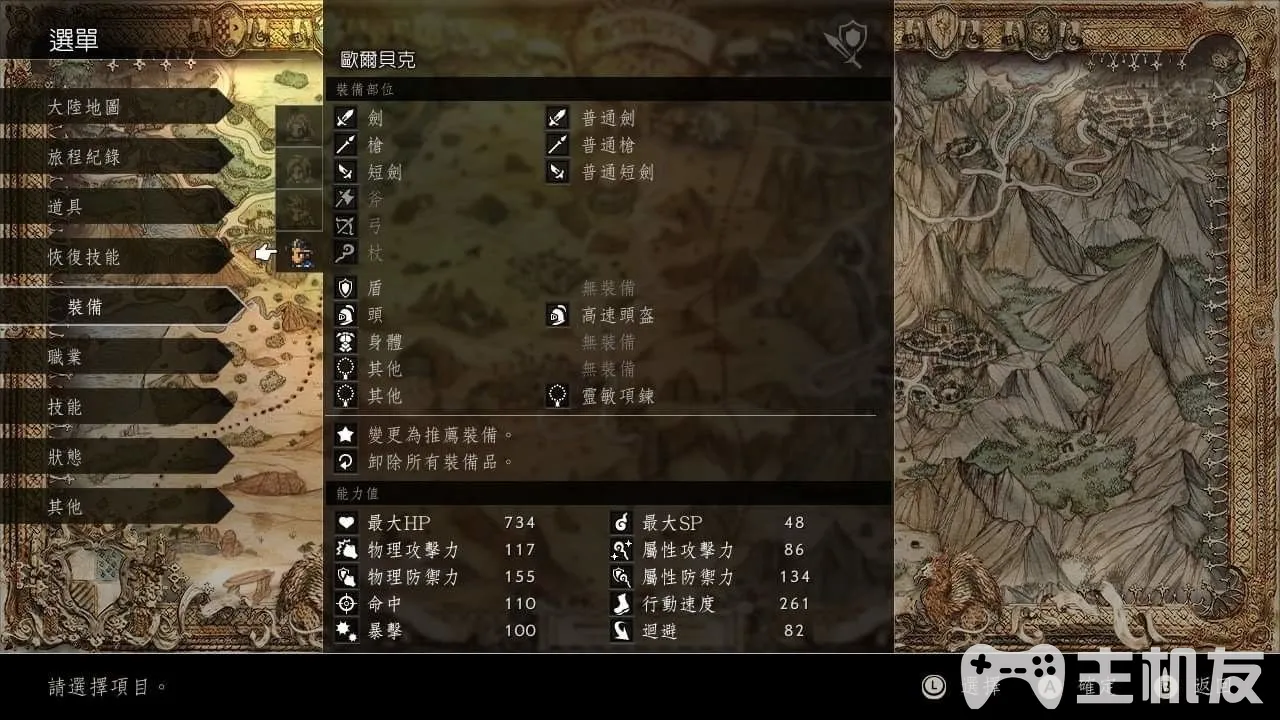 選單
大陸地圖
旅程紀錄
道具
恢復技能
裝備
職業
技能
狀態
其他
歐爾貝克
裝備部位
劍 普通劍
槍 普通槍
短劍 普通短劍
斧
弓
杖
盾 無裝備
頭 高速頭盔
身體 無裝備
其他 無裝備
其他 靈敏項鍊
變更為推薦裝備。
卸除所有裝備品。
能力值
最大HP 734 最大SP 48
物理攻擊力 117 屬性攻擊力 86
物理防禦力 155 屬性防禦力 134
命中 110 行動速度 261
暴擊 100 迴避 82
請選擇項目。
L 選擇 A 確定 B 返回
主机友